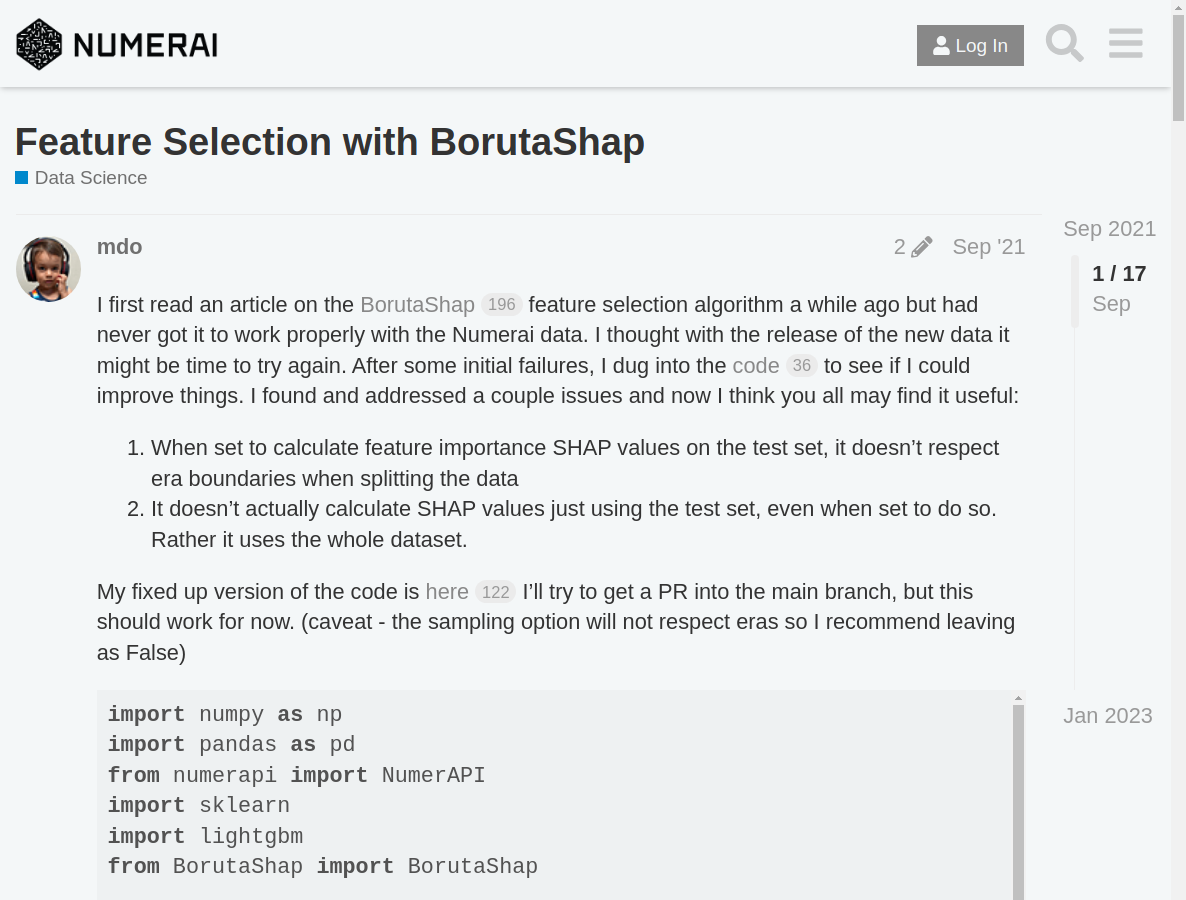 NUMERAI
Log In
Feature Selection with BorutaShap
Data Science
mdo
2
Sep '21
I first read an article on the BorutaShap 196 feature selection algorithm a while ago but had
never got it to work properly with the Numerai data. I thought with the release of the new data it
might be time to try again. After some initial failures, I dug into the code 36 to see if I could
improve things. I found and addressed a couple issues and now I think you all may find it useful:
1. When set to calculate feature importance SHAP values on the test set, it doesn’t respect
era boundaries when splitting the data
2. It doesn’t actually calculate SHAP values just using the test set, even when set to do so.
Rather it uses the whole dataset.
My fixed up version of the code is here 122 I’ll try to get a PR into the main branch, but this
should work for now. (caveat - the sampling option will not respect eras so I recommend leaving
as False)
import numpy as np
import pandas as pd
from numerapi import NumerAPI
import sklearn
import lightgbm
from BorutaShap import BorutaShap
Sep 2021
1 / 17
Sep
Jan 2023